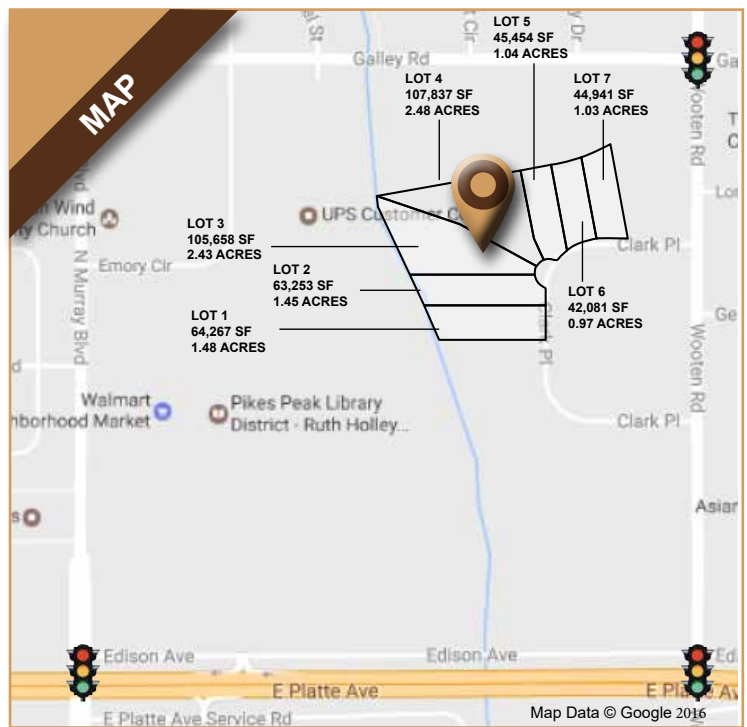 MAP
Galley Rd
LOT 5
45,454 SF
1.04 ACRES
LOT 4
107,837 SF
2.48 ACRES
LOT 7
44,941 SF
1.03 ACRES
Wooten Rd
Wind
Church
UPS Customer
LOT 3
105,658 SF
2.43 ACRES
Emory Cir
N Murray Blvd
LOT 2
63,253 SF
1.45 ACRES
LOT 1
64,267 SF
1.48 ACRES
LOT 6
42,081 SF
0.97 ACRES
Clark Pl
Clark Pl
Wooten Rd
Walmart
Market
Pikes Peak Library
District - Ruth Holley...
Clark Pl
Asian
Edison Ave
Edison Ave
E Platte Ave
E Platte Ave
E Platte Ave Service Rd
Map Data © Google 2016